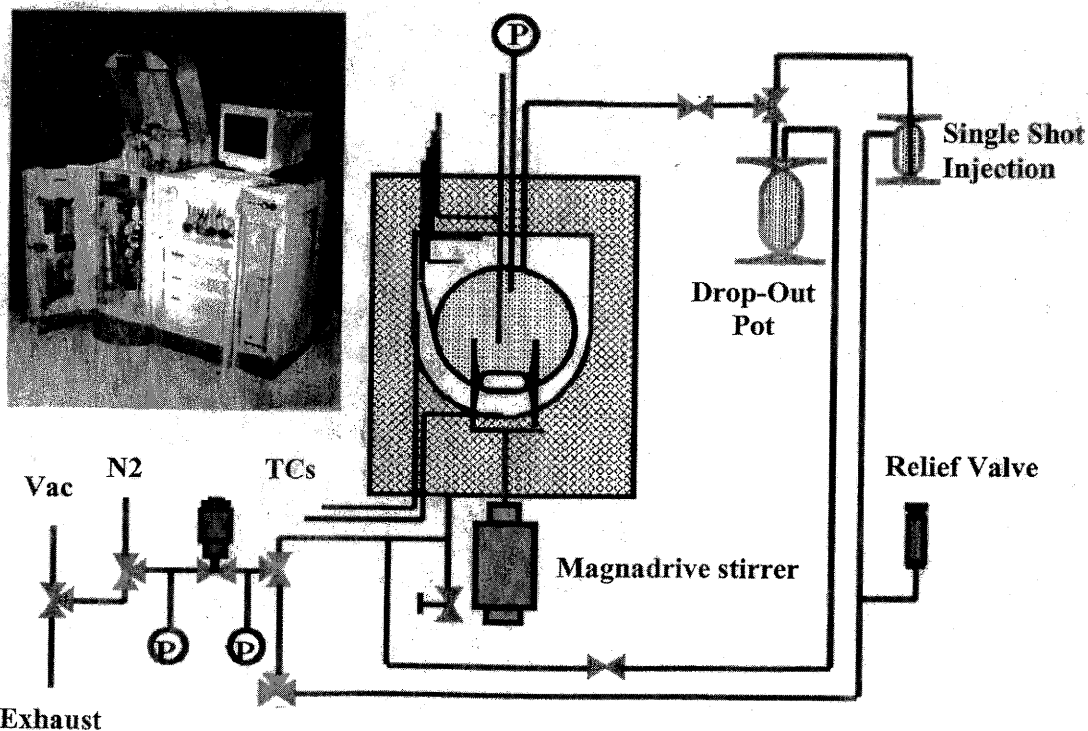 P
Single Shot
Injection
Drop-Out
Pot
N2
TCs
Vac
Relief Valve
Magnadrive stirrer
P
P
Exhaust